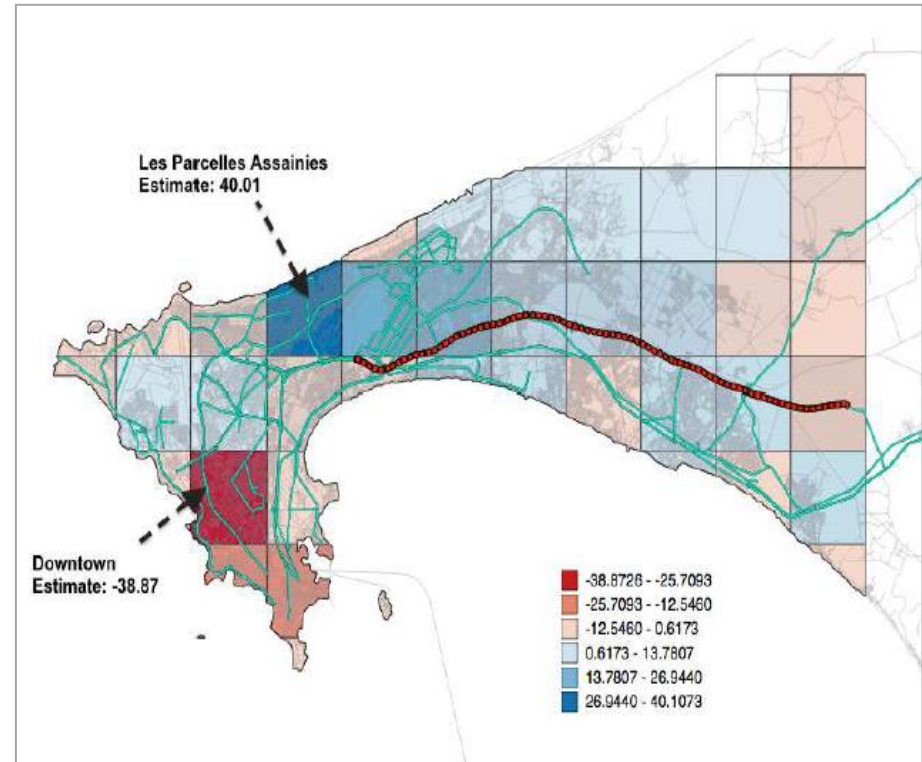 Les Parcelles Assainies
Estimate: 40.01
Downtown
Estimate: -38.87
-38.8726 - -25.7093
-25.7093 - -12.5460
-12.5460 - 0.6173
0.6173 - 13.7807
13.7807 - 26.9440
26.9440 - 40.1073